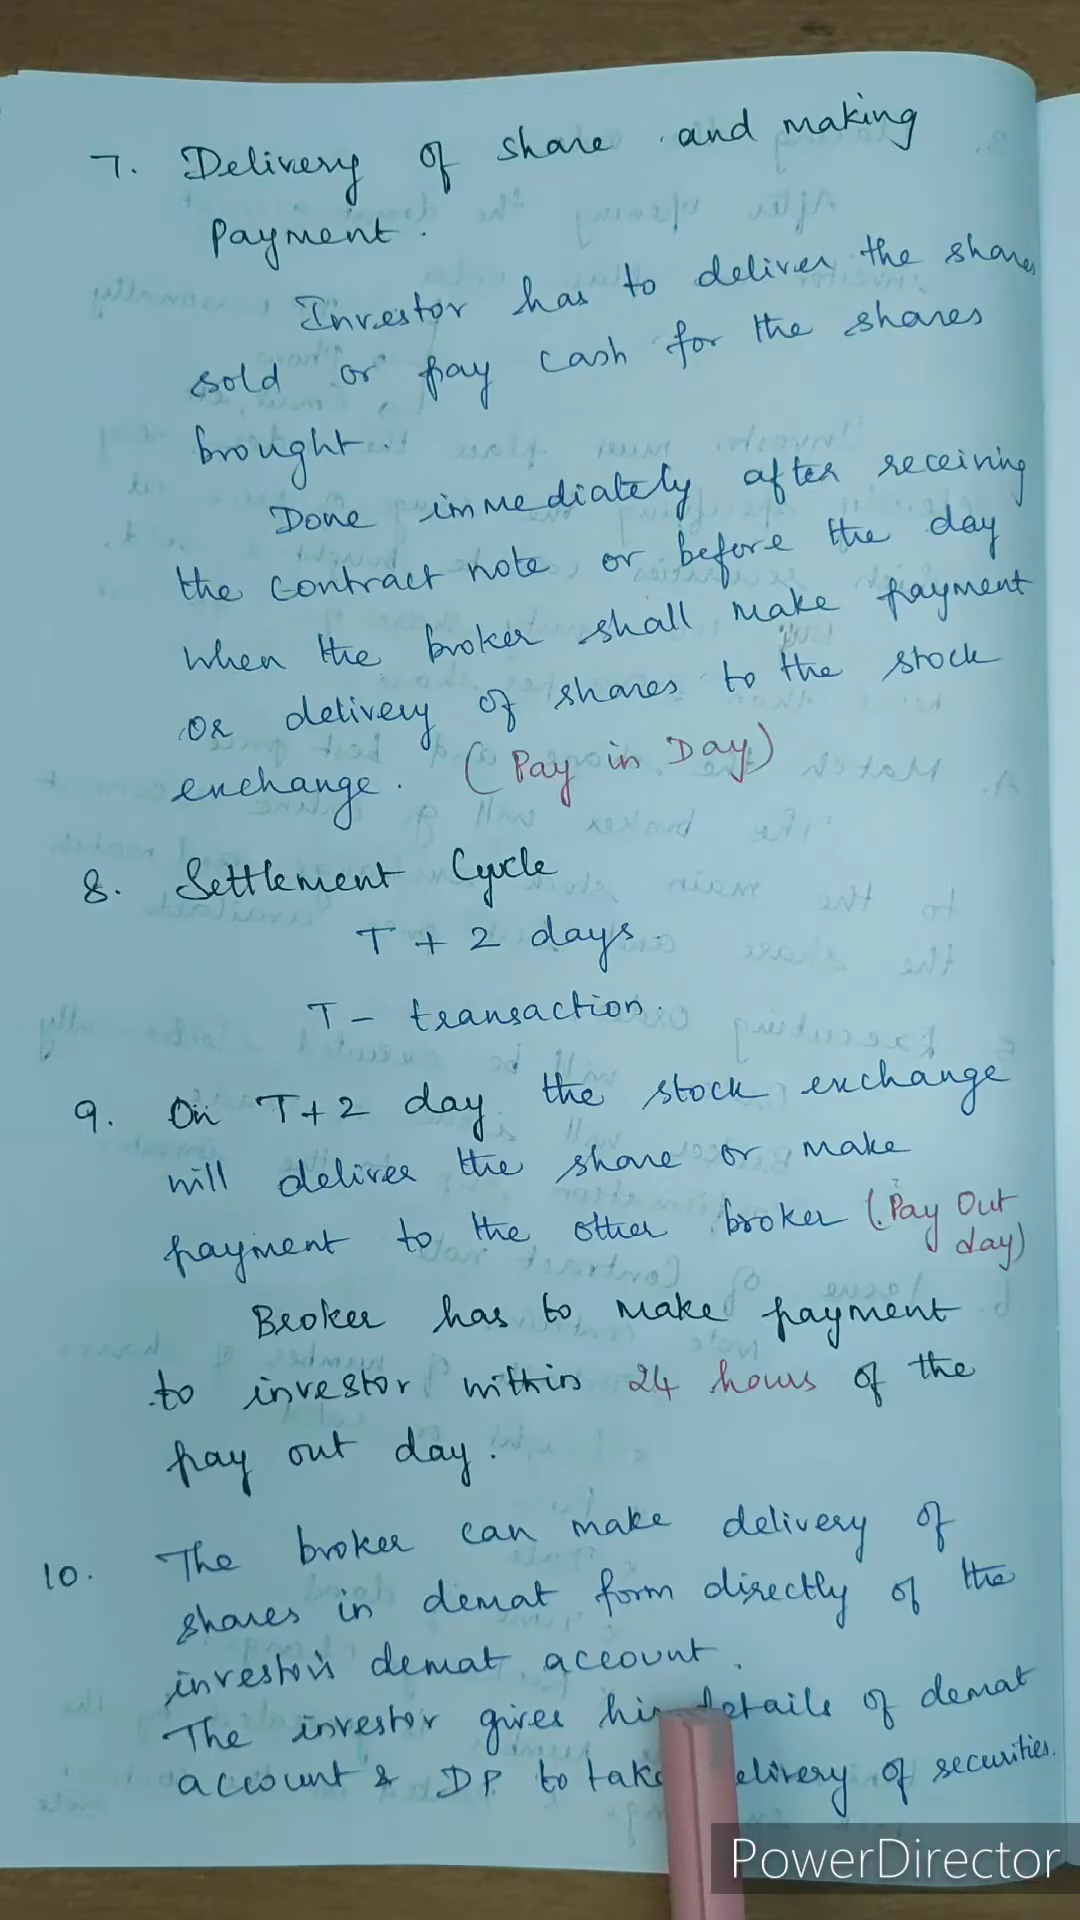 7. Delivery of share and making
Payment.
Investor has to deliver the shares
sold or pay cash for the shares
brought.
Done immediately after receiving
the contract note or before the day
when the broker shall make payment
or delivery of shares to the stock
exchange. (Pay in Day)
8. Settlement Cycle
T + 2 days.
T - transaction.
9. On T+2 day the stock exchange
will deliver the share or make
payment to the other broker (Pay Out
day)
Broker has to make payment
to investor within 24 hours of the
pay out day.
10. The broker can make delivery of
shares in demat form directly of the
investor's demat account.
The investor gives his details of demat
account & DP to take delivery of securities.
PowerDirector